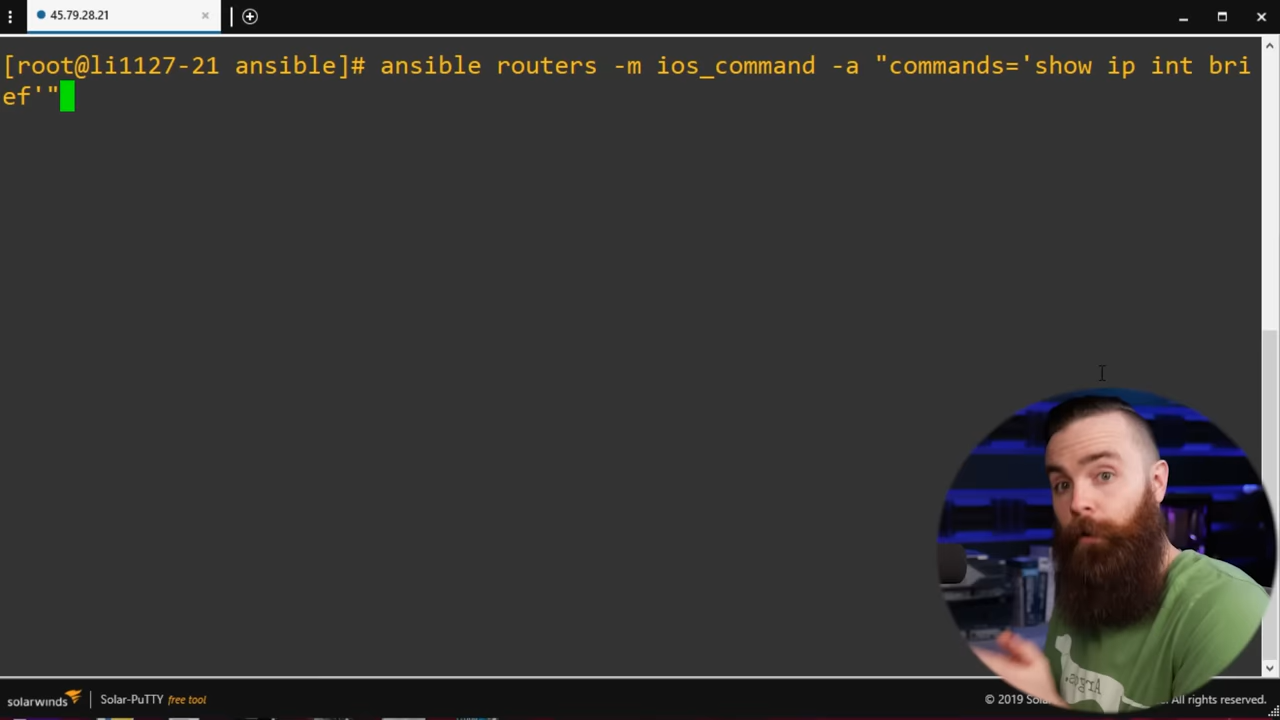 45.79.28.21
[root@li1127-21 ansible]# ansible routers -m ios_command -a "commands='show ip int bri
ef'"
solarwinds Solar-PuTTY free tool
© 2019 All rights reserved.